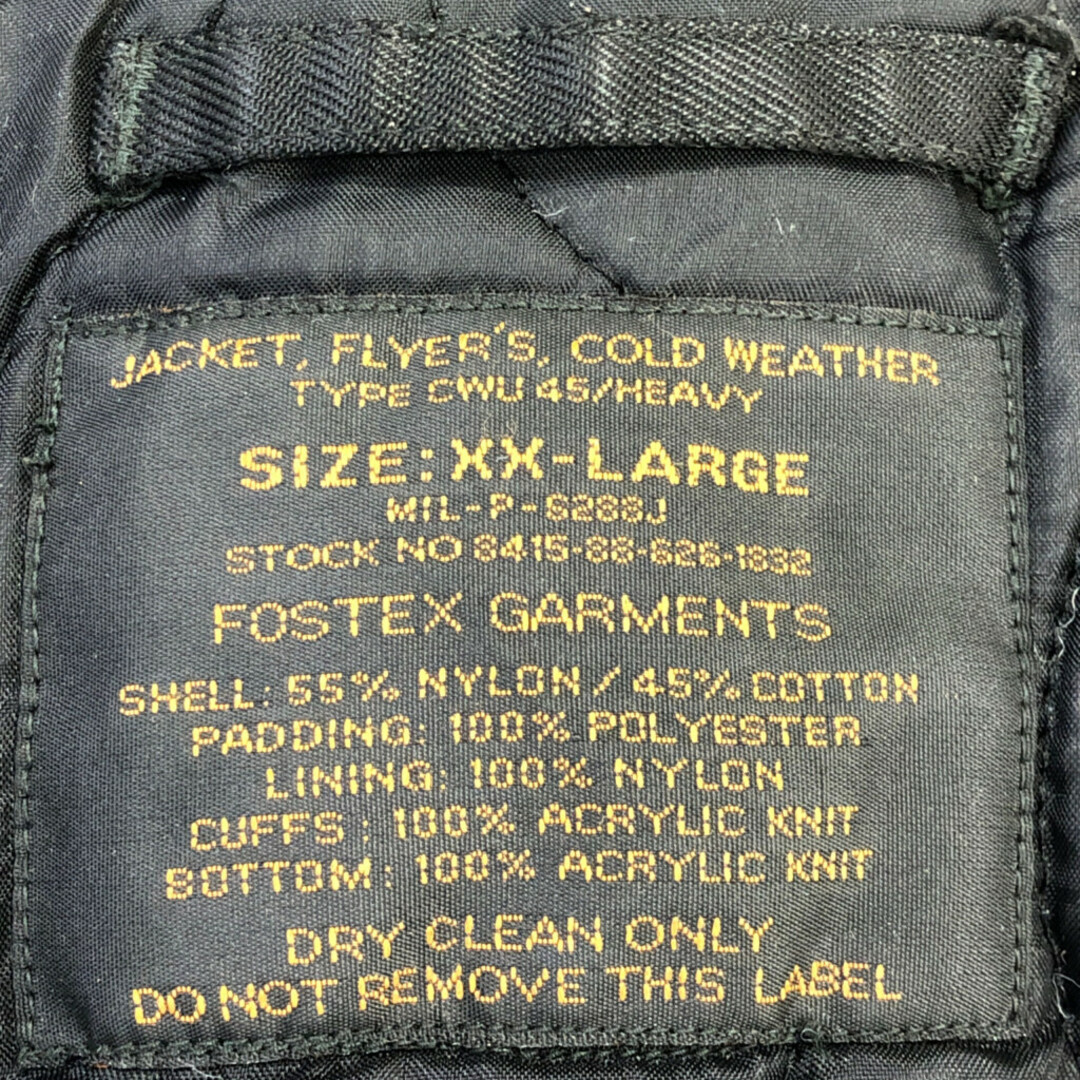 JACKET, FLYER'S, COLD WEATHER
TYPE CWU 45/HEAVY
SIZE: XX-LARGE
MIL-P-6288J
STOCK NO 8415-88-626-1832
FOSTEX GARMENTS
SHELL: 55% NYLON / 45% COTTON
PADDING: 100% POLYESTER
LINING: 100% NYLON
CUFFS: 100% ACRYLIC KNIT
BOTTOM: 100% ACRYLIC KNIT
DRY CLEAN ONLY
DO NOT REMOVE THIS LABEL